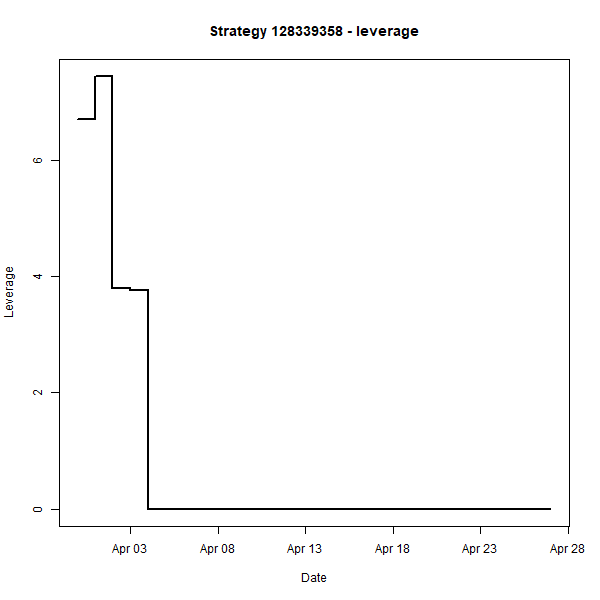 Strategy 128339358 - leverage
Leverage
6
4
2
0
Apr 03 Apr 08 Apr 13 Apr 18 Apr 23 Apr 28
Date